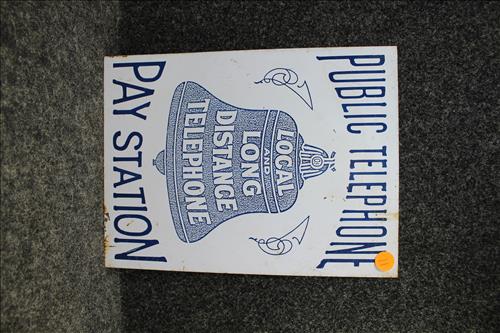 PUBLIC TELEPHONE
LOCAL
AND
LONG
DISTANCE
TELEPHONE
PAY STATION